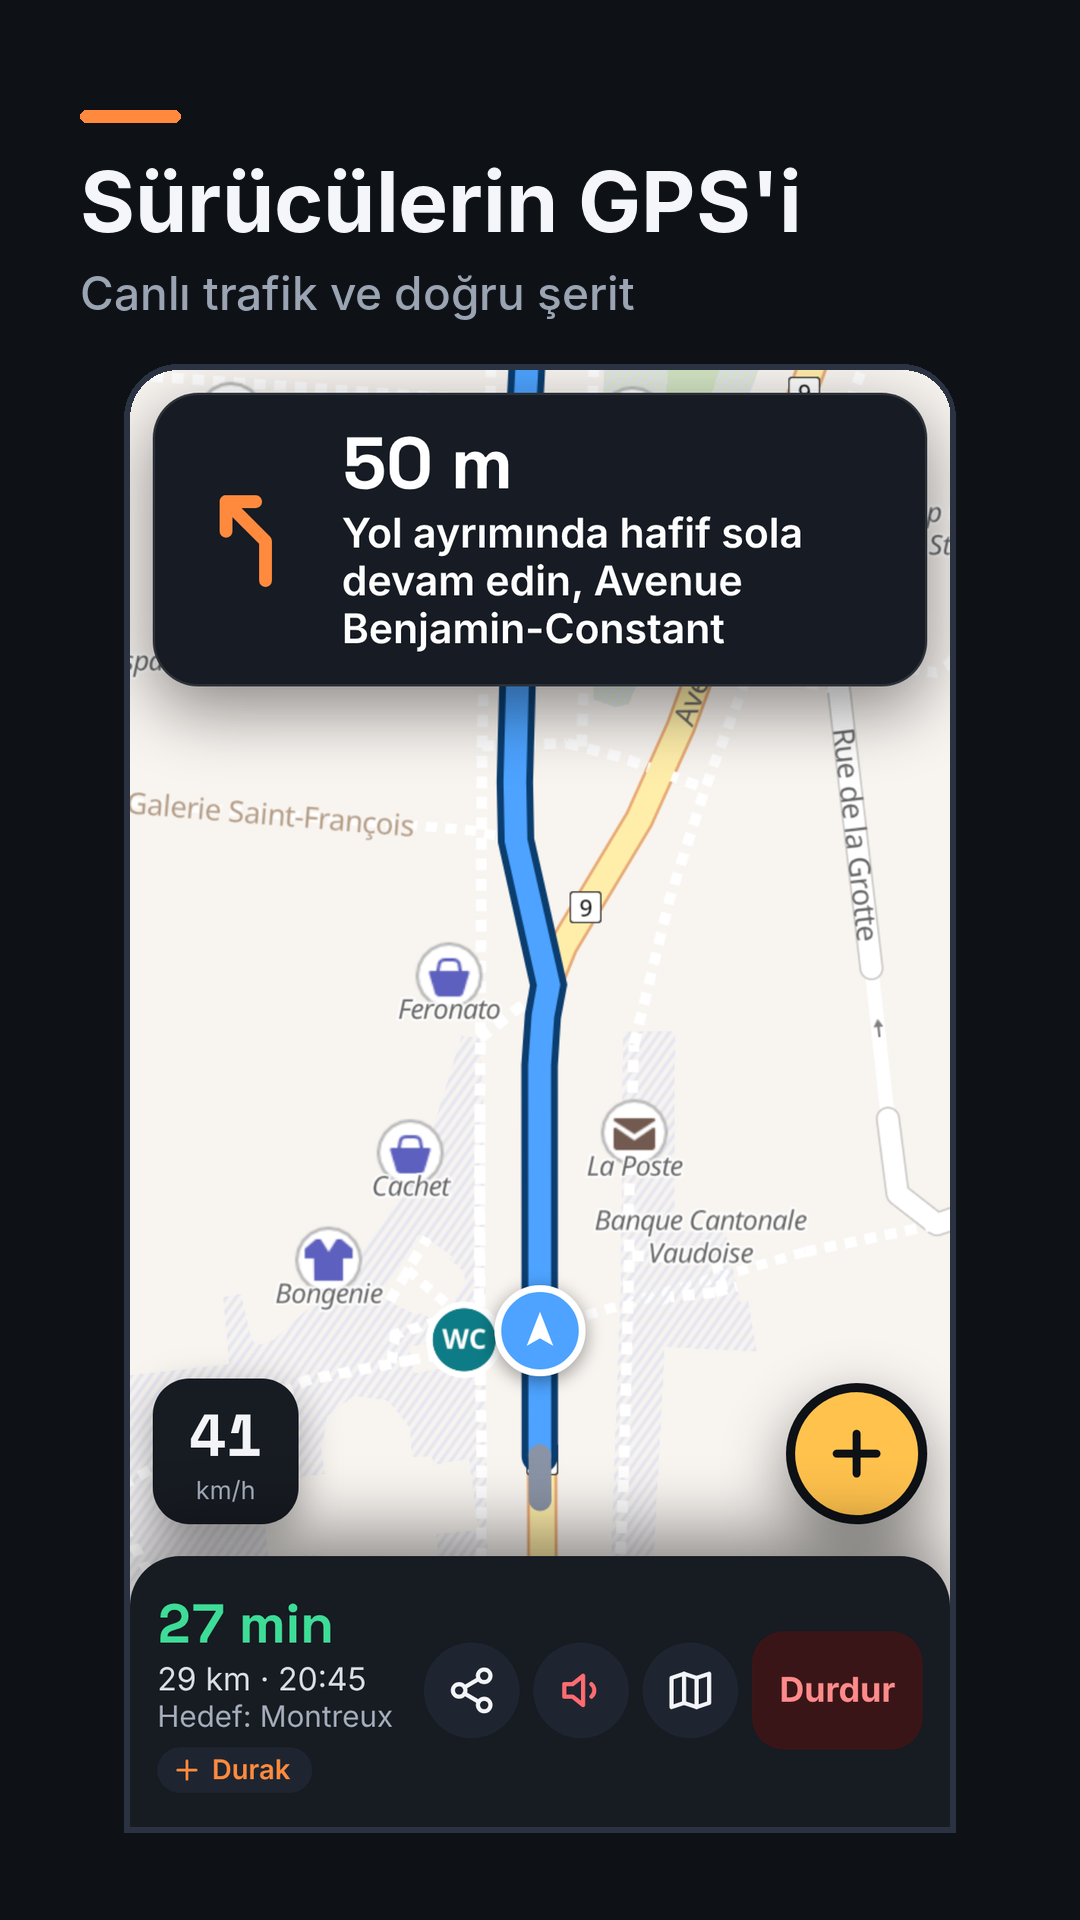 Sürücülerin GPS'i
Canlı trafik ve doğru şerit
50 m
Yol ayrımında hafif sola
devam edin, Avenue
Benjamin-Constant
Ave
Rue de la Grotte
Galerie Saint-François
9
Feronato
Cachet
La Poste
Banque Cantonale
Vaudoise
Bongenie
WC
41
km/h
27 min
29 km · 20:45
Hedef: Montreux
+ Durak
Durdur